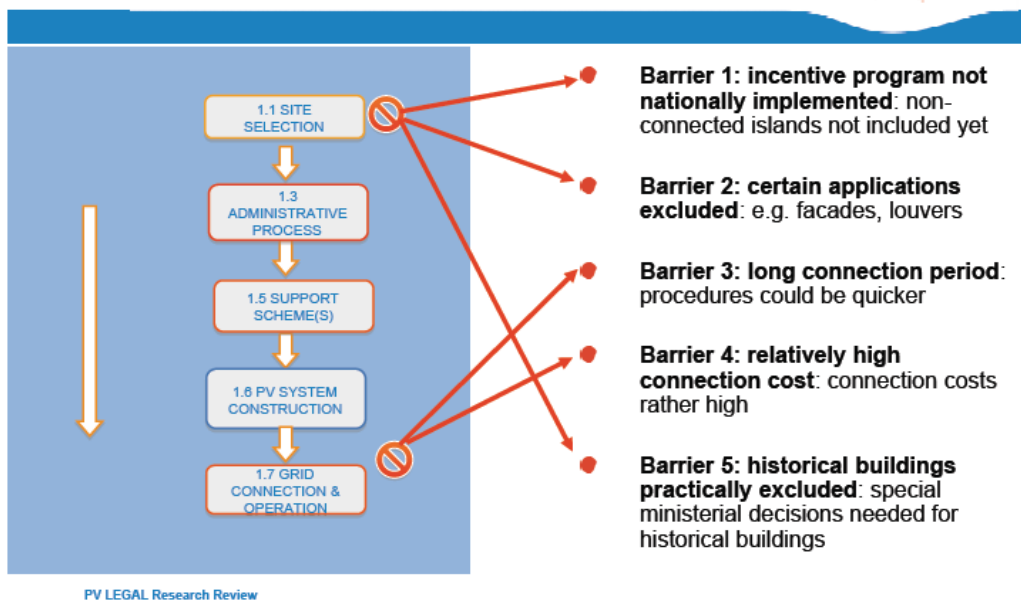 1.1 SITE
SELECTION
1.3
ADMINISTRATIVE
PROCESS
1.5 SUPPORT
SCHEME(S)
1.6 PV SYSTEM
CONSTRUCTION
1.7 GRID
CONNECTION &
OPERATION
Barrier 1: incentive program not
nationally implemented: non-
connected islands not included yet
Barrier 2: certain applications
excluded: e.g. facades, louvers
Barrier 3: long connection period:
procedures could be quicker
Barrier 4: relatively high
connection cost: connection costs
rather high
Barrier 5: historical buildings
practically excluded: special
ministerial decisions needed for
historical buildings
PV LEGAL Research Review